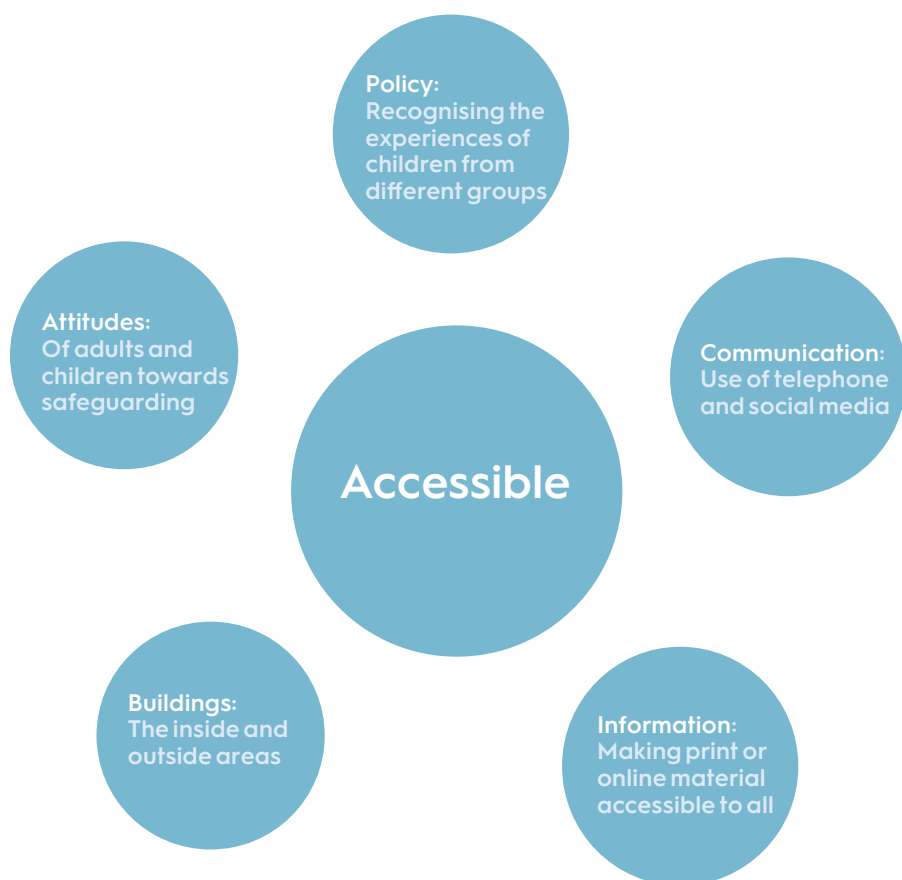 Policy:
Recognising the
experiences of
children from
different groups
Attitudes:
Of adults and
children towards
safeguarding
Communication:
Use of telephone
and social media
Accessible
Buildings:
The inside and
outside areas
Information:
Making print or
online material
accessible to all